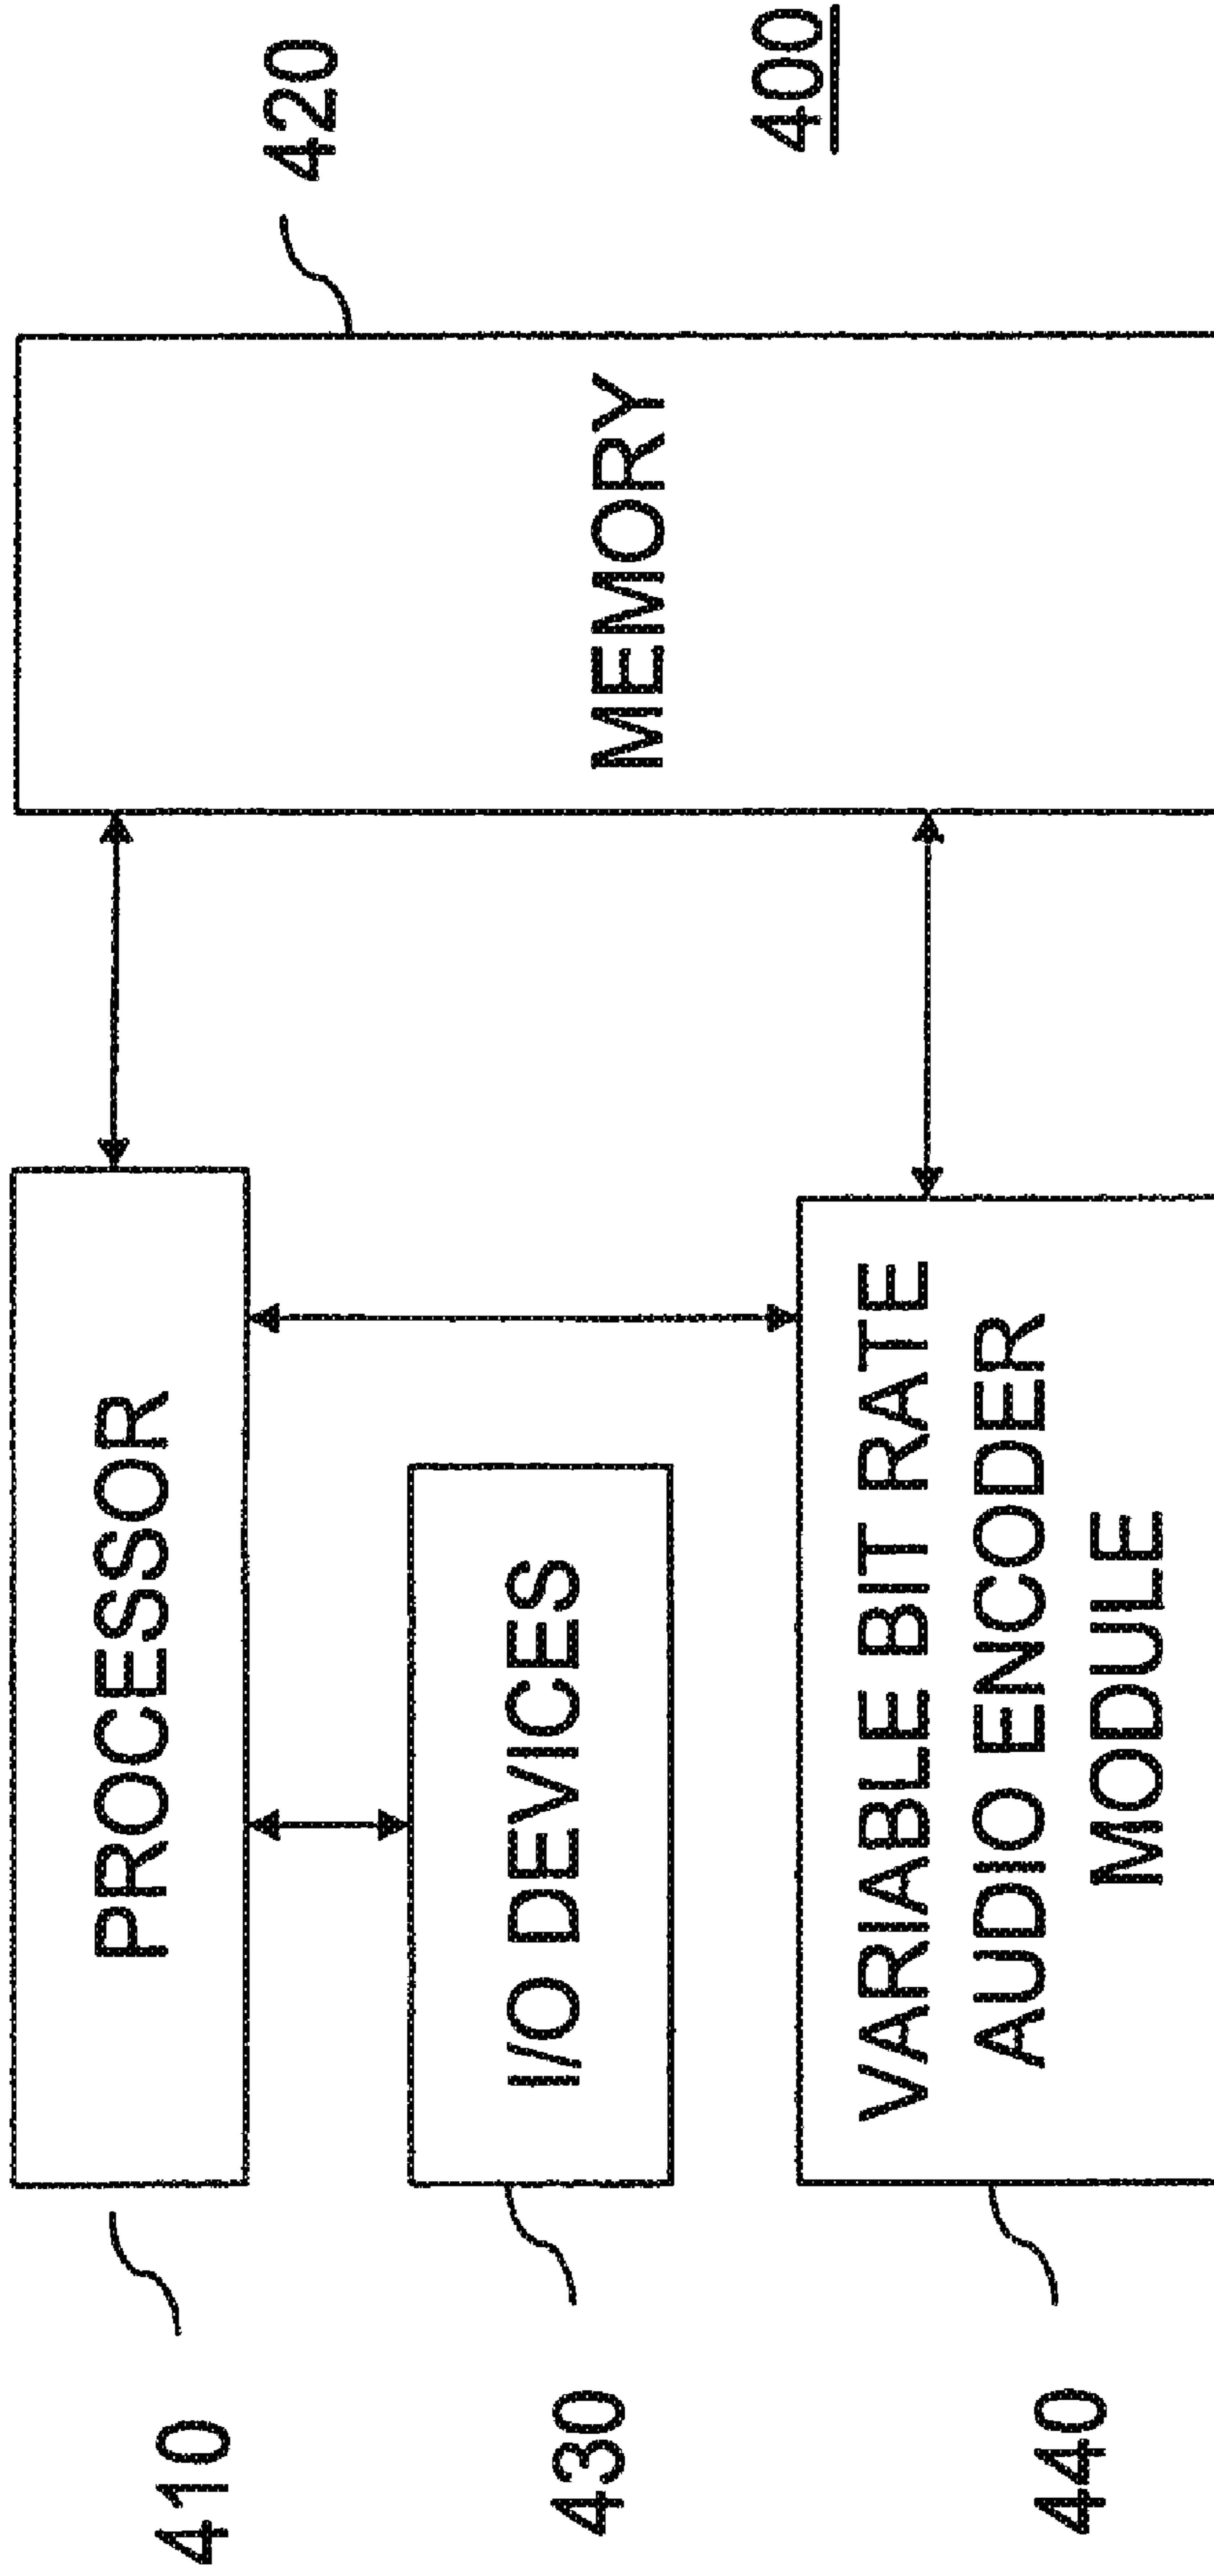 410
PROCESSOR
430
I/O DEVICES
440
VARIABLE BIT RATE
AUDIO ENCODER
MODULE
MEMORY
420
400